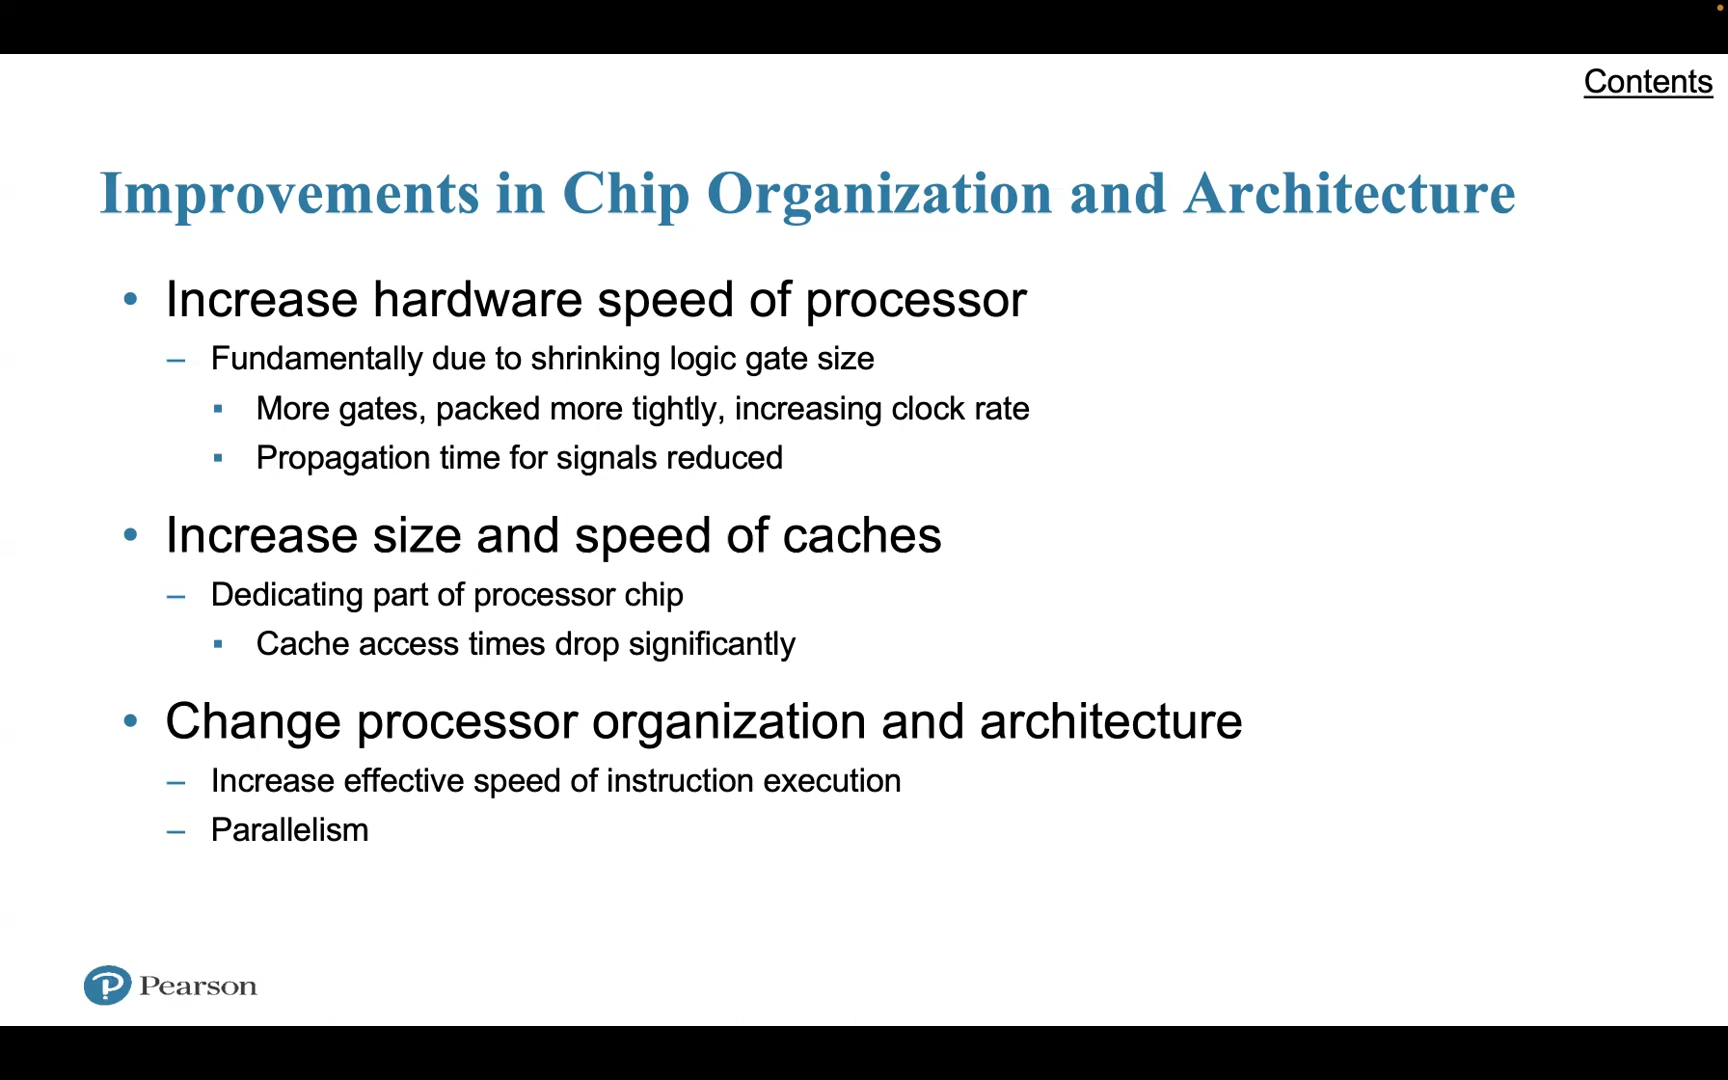 Contents
Improvements in Chip Organization and Architecture
• Increase hardware speed of processor
– Fundamentally due to shrinking logic gate size
▪ More gates, packed more tightly, increasing clock rate
▪ Propagation time for signals reduced
• Increase size and speed of caches
– Dedicating part of processor chip
▪ Cache access times drop significantly
• Change processor organization and architecture
– Increase effective speed of instruction execution
– Parallelism
P Pearson